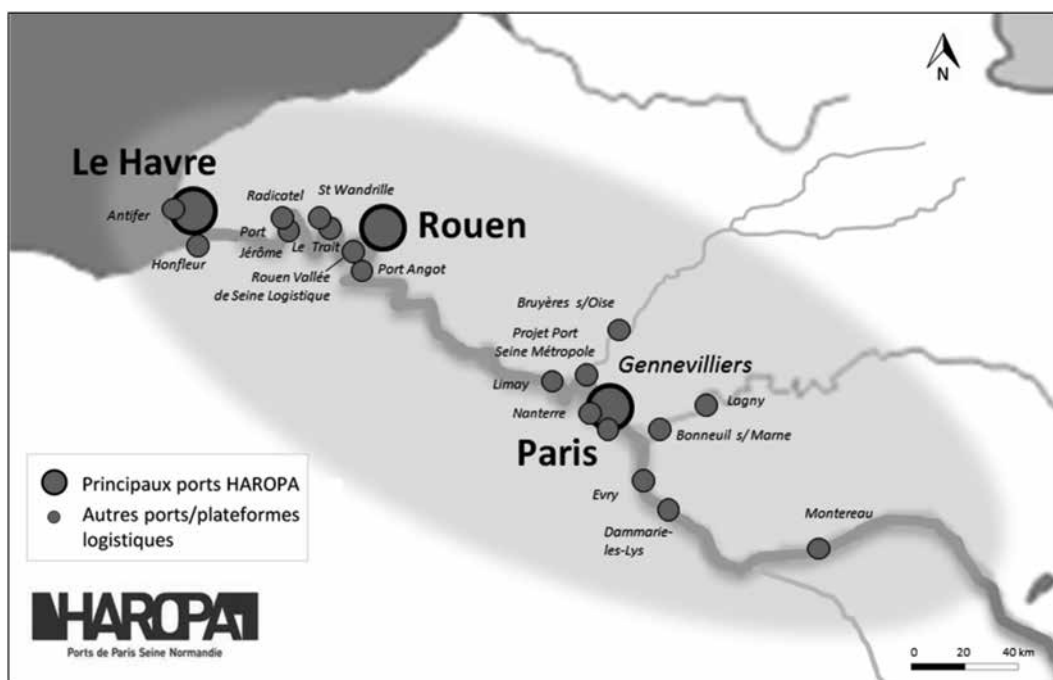 N
Le Havre
Antifer
Honfleur
Radicatel
Port
Jérôme
St Wandrille
Le Trait
Rouen
Rouen Vallée
de Seine Logistique
Port Angot
Bruyères s/Oise
Projet Port
Seine Métropole
Gennevilliers
Limay
Nanterre
Lagny
Bonneuil s/Marne
Paris
Evry
Dammarie-
les-Lys
Montereau
Principaux ports HAROPA
Autres ports/plateformes
logistiques
HAROPA
Ports de Paris Seine Normandie
0 20 40 km